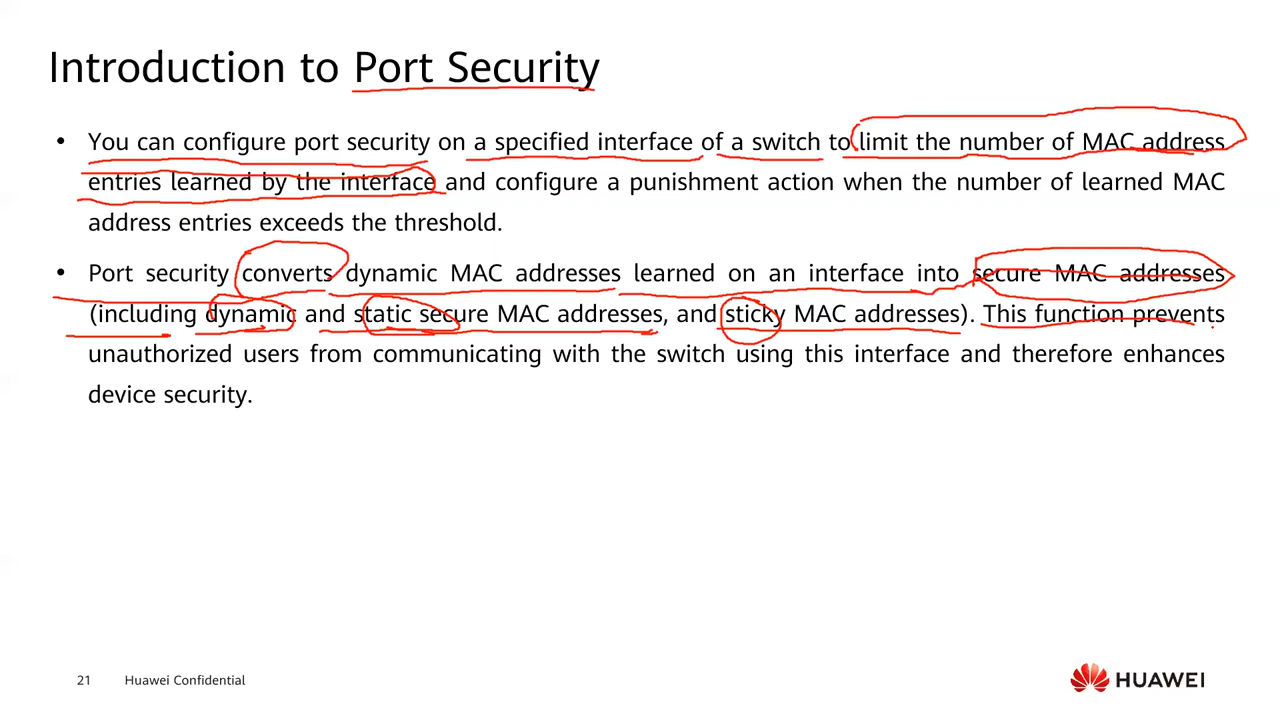 Introduction to Port Security
• You can configure port security on a specified interface of a switch to limit the number of MAC address
entries learned by the interface and configure a punishment action when the number of learned MAC
address entries exceeds the threshold.
• Port security converts dynamic MAC addresses learned on an interface into secure MAC addresses
(including dynamic and static secure MAC addresses, and sticky MAC addresses). This function prevents
unauthorized users from communicating with the switch using this interface and therefore enhances
device security.
21 Huawei Confidential
HUAWEI